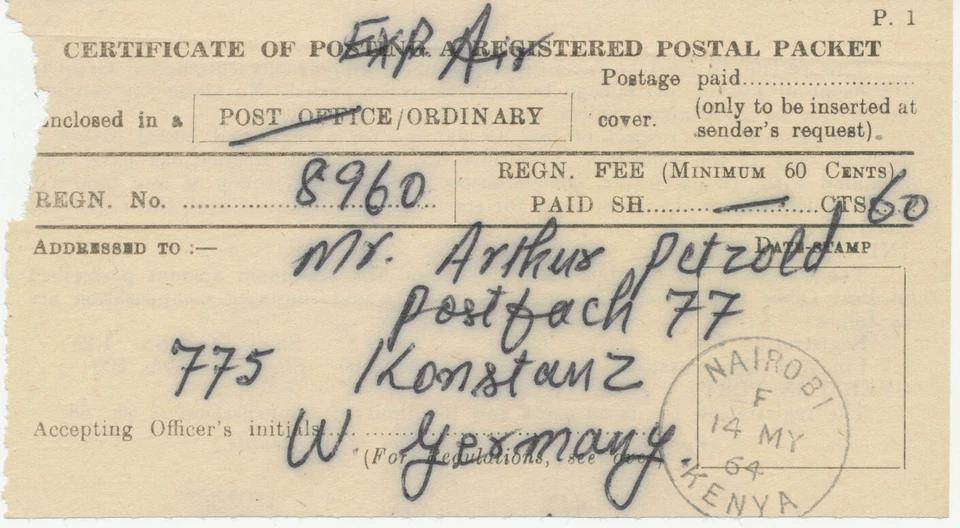 P. 1
EXP Air
CERTIFICATE OF POSTING A REGISTERED POSTAL PACKET
Postage paid....................
enclosed in a POST OFFICE/ORDINARY cover. (only to be inserted at
sender's request).
REGN. No. .......... 8960 REGN. FEE (MINIMUM 60 CENTS)
PAID SH.......—......CTS. 60
ADDRESSED TO :— DATE-STAMP
Mr. Arthur Petzold
Postfach 77
775 Konstanz
Accepting Officer's initials....................
W Germany.
(For Regulations, see over)
NAIROBI
F
14 MY
64
KENYA